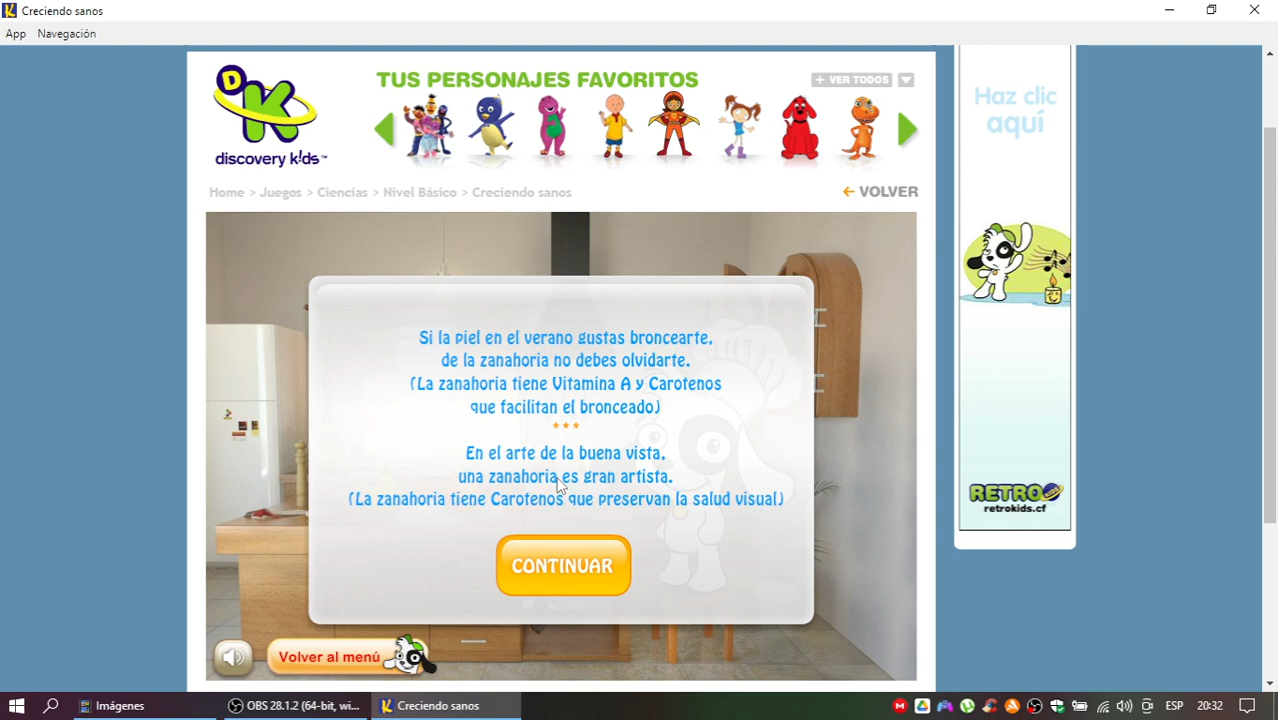 Creciendo sanos
App Navegación
DK
discovery k!ds™
TUS PERSONAJES FAVORITOS
+ VER TODOS
Home > Juegos > Ciencias > Nivel Básico > Creciendo sanos
← VOLVER
Haz clic
aquí
Si la piel en el verano gustas broncearte,
de la zanahoria no debes olvidarte.
(La zanahoria tiene Vitamina A y Carotenos
que facilitan el bronceado)
* * *
En el arte de la buena vista,
una zanahoria es gran artista.
(La zanahoria tiene Carotenos que preservan la salud visual)
CONTINUAR
RETRO
retrokids.cf
Volver al menú
Imágenes
OBS 28.1.2 (64-bit, wi...
Creciendo sanos
ESP
20:32